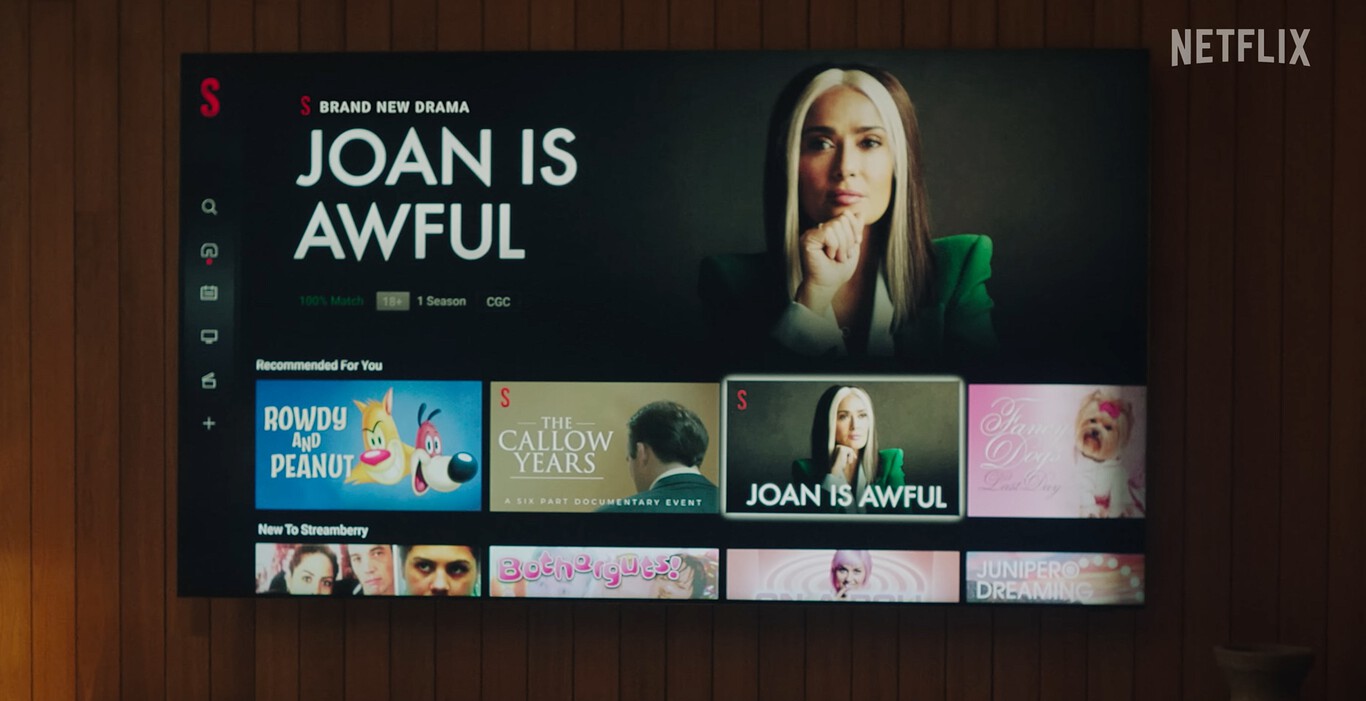 NETFLIX
S
S BRAND NEW DRAMA
JOAN IS
AWFUL
100% Match 18+ 1 Season CGC
Recommended For You
ROWDY
AND
PEANUT
S
THE
CALLOW
YEARS
A SIX PART DOCUMENTARY EVENT
S
JOAN IS AWFUL
Fancy
Dogs
Last Day
New To Streamberry
Botherguts!
JUNIPERO
DREAMING